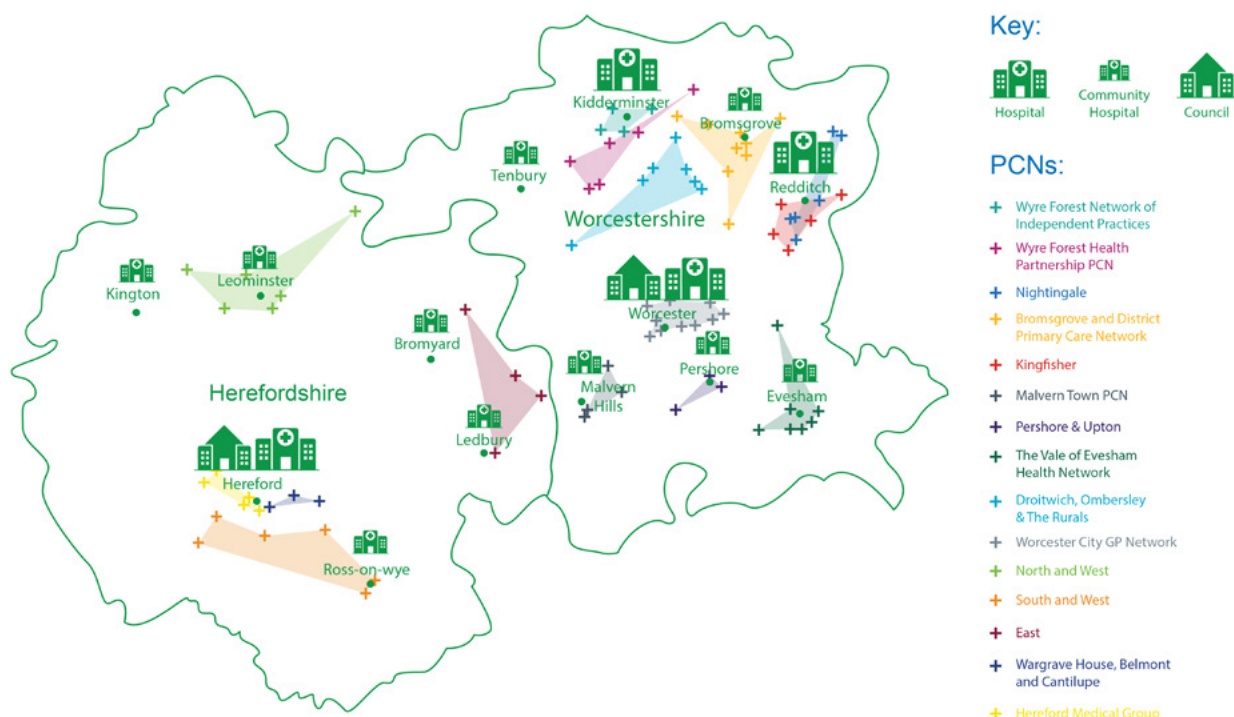 Kidderminster
Bromsgrove
Tenbury
Redditch
Worcestershire
Leominster
Kington
Worcester
Bromyard
Pershore
Malvern
Hills
Evesham
Herefordshire
Ledbury
Hereford
Ross-on-wye
Key:
Hospital
Community
Hospital
Council
PCNs:
Wyre Forest Network of
Independent Practices
Wyre Forest Health
Partnership PCN
Nightingale
Bromsgrove and District
Primary Care Network
Kingfisher
Malvern Town PCN
Pershore & Upton
The Vale of Evesham
Health Network
Droitwich, Ombersley
& The Rurals
Worcester City GP Network
North and West
South and West
East
Wargrave House, Belmont
and Cantilupe
Hereford Medical Group